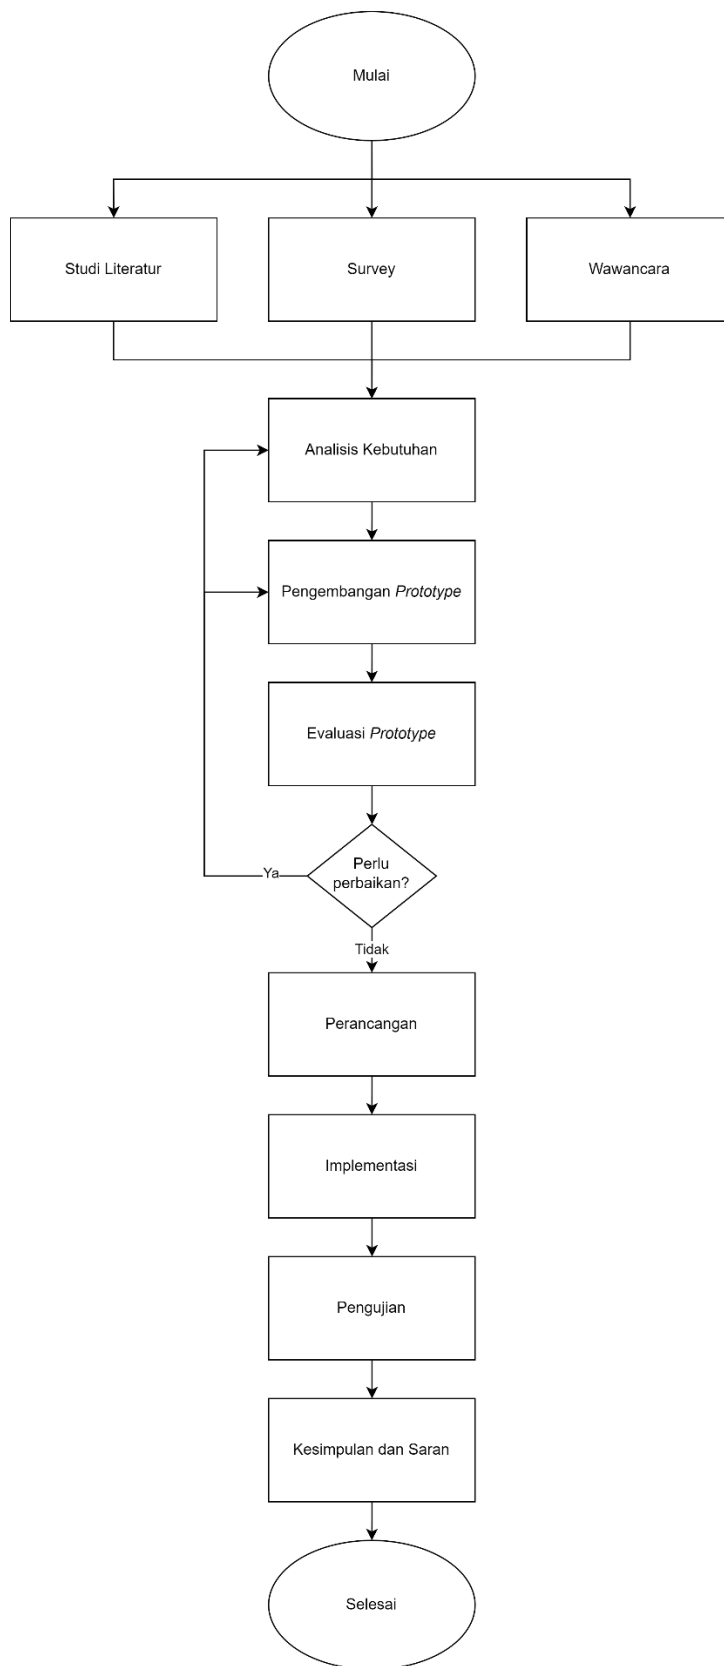 Mulai
Studi Literatur
Survey
Wawancara
Analisis Kebutuhan
Pengembangan Prototype
Evaluasi Prototype
Perlu
perbaikan?
Ya
Tidak
Perancangan
Implementasi
Pengujian
Kesimpulan dan Saran
Selesai